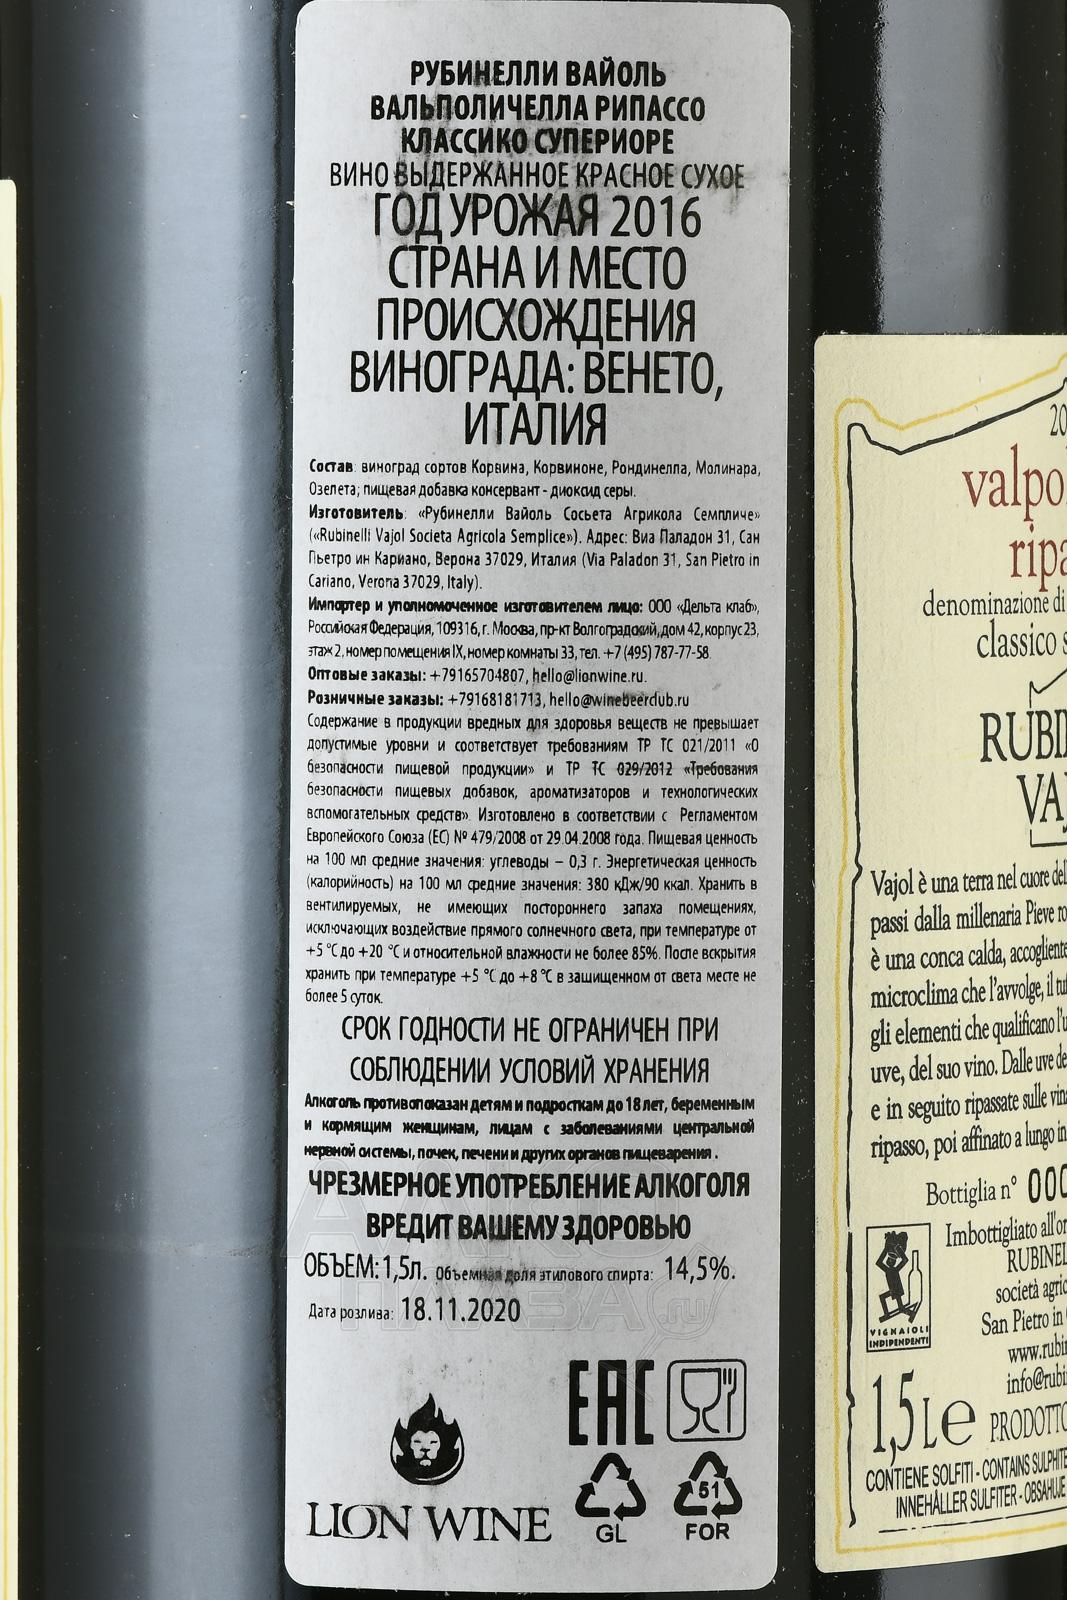 РУБИНЕЛЛИ ВАЙОЛЬ
ВАЛЬПОЛИЧЕЛЛА РИПАССО
КЛАССИКО СУПЕРИОРЕ
ВИНО ВЫДЕРЖАННОЕ КРАСНОЕ СУХОЕ
ГОД УРОЖАЯ 2016
СТРАНА И МЕСТО
ПРОИСХОЖДЕНИЯ
ВИНОГРАДА: ВЕНЕТО,
ИТАЛИЯ
Состав: виноград сортов Корвина, Корвиноне, Рондинелла, Молинара,
Озелета; пищевая добавка консервант - диоксид серы.
Изготовитель: «Рубинелли Вайоль Сосьета Агрикола Семпличе»
(«Rubinelli Vajol Societa Agricola Semplice»). Адрес: Виа Паладон 31, Сан
Пьетро ин Кариано, Верона 37029, Италия (Via Paladon 31, San Pietro in
Cariano, Verona 37029, Italy).
Импортер и уполномоченное изготовителем лицо: ООО «Дельта клаб»,
Российская Федерация, 109316, г. Москва, пр-кт Волгоградский, дом 42, корпус 23,
этаж 2, номер помещения IX, номер комнаты 33, тел. +7 (495) 787-77-58.
Оптовые заказы: +79165704807, hello@lionwine.ru.
Розничные заказы: +79168181713, hello@winebeerclub.ru
Содержание в продукции вредных для здоровья веществ не превышает
допустимые уровни и соответствует требованиям ТР ТС 021/2011 «О
безопасности пищевой продукции» и ТР ТС 029/2012 «Требования
безопасности пищевых добавок, ароматизаторов и технологических
вспомогательных средств». Изготовлено в соответствии с Регламентом
Европейского Союза (ЕС) № 479/2008 от 29.04.2008 года. Пищевая ценность
на 100 мл средние значения: углеводы – 0,3 г. Энергетическая ценность
(калорийность) на 100 мл средние значения: 380 кДж/90 ккал. Хранить в
вентилируемых, не имеющих постороннего запаха помещениях,
исключающих воздействие прямого солнечного света, при температуре от
+5 °С до +20 °С и относительной влажности не более 85%. После вскрытия
хранить при температуре +5 °С до +8 °С в защищенном от света месте не
более 5 суток.
СРОК ГОДНОСТИ НЕ ОГРАНИЧЕН ПРИ
СОБЛЮДЕНИИ УСЛОВИЙ ХРАНЕНИЯ
Алкоголь противопоказан детям и подросткам до 18 лет, беременным
и кормящим женщинам, лицам с заболеваниями центральной
нервной системы, почек, печени и других органов пищеварения.
ЧРЕЗМЕРНОЕ УПОТРЕБЛЕНИЕ АЛКОГОЛЯ
ВРЕДИТ ВАШЕМУ ЗДОРОВЬЮ
ОБЪЕМ: 1,5л. Объемная доля этилового спирта: 14,5%.
Дата розлива: 18.11.2020
EAC
LION WINE
GL
51
FOR
20
valpol
ripa
denominazione di
classico s
RUBIN
VAJ
Vajol è una terra nel cuore del
passi dalla millenaria Pieve ro
è una conca calda, accogliente
microclima che l'avvolge, il tuf
gli elementi che qualificano l'u
uve, del suo vino. Dalle uve de
e in seguito ripassate sulle vina
ripasso, poi affinato a lungo in
Bottiglia n° 000
Imbottigliato all'or
RUBINEL
società agric
San Pietro in
www.rubin
info@rubi
VIGNAIOLI
INDIPENDENTI
1,5Le PRODOTTO
CONTIENE SOLFITI - CONTAINS SULPHITE
INNEHÅLLER SULFITER - OBSAHUJE
АЛКО
ПЛАЗА.ru